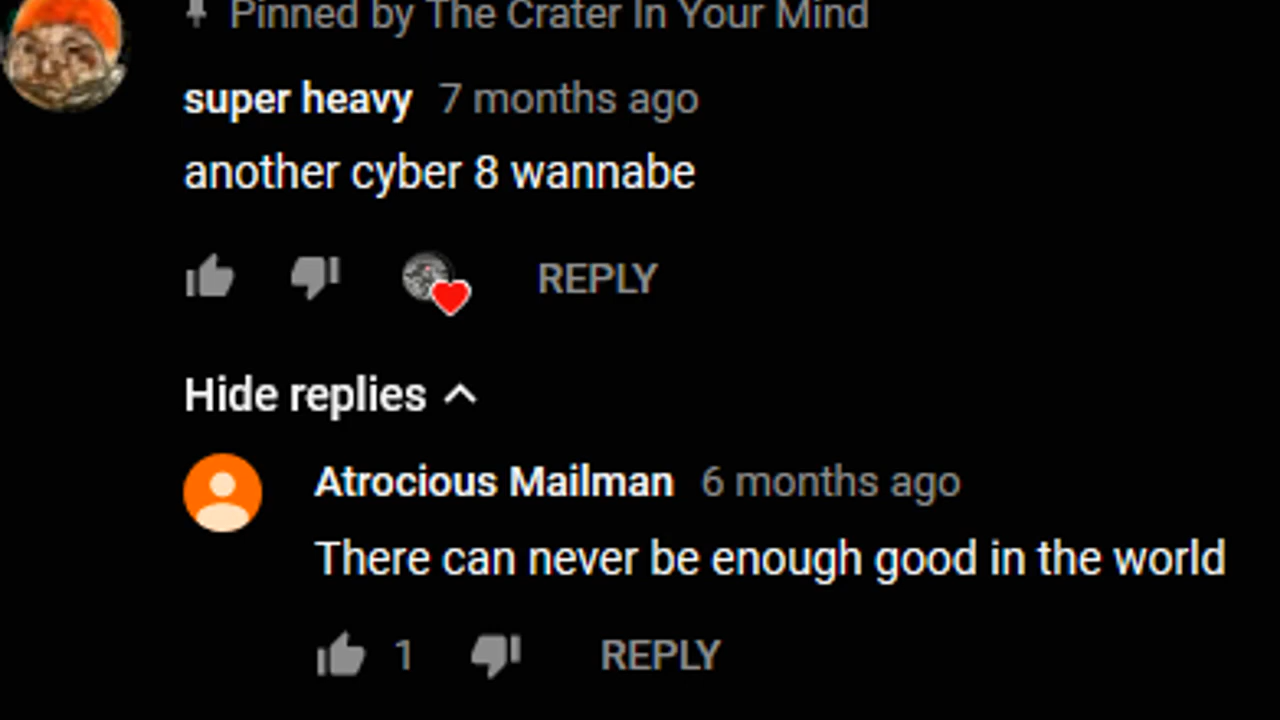 Pinned by The Crater In Your Mind
super heavy 7 months ago
another cyber 8 wannabe
REPLY
Hide replies
Atrocious Mailman 6 months ago
There can never be enough good in the world
1 REPLY